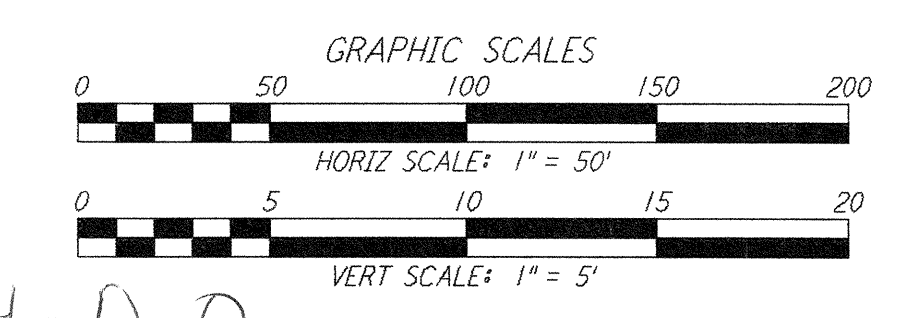 GRAPHIC SCALES
0 50 100 150 200
HORIZ SCALE: 1" = 50'
0 5 10 15 20
VERT SCALE: 1" = 5'